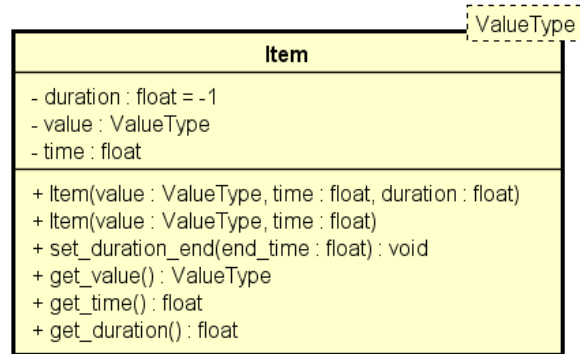 ValueType
Item
- duration : float = -1
- value : ValueType
- time : float
+ Item(value : ValueType, time : float, duration : float)
+ Item(value : ValueType, time : float)
+ set_duration_end(end_time : float) : void
+ get_value() : ValueType
+ get_time() : float
+ get_duration() : float